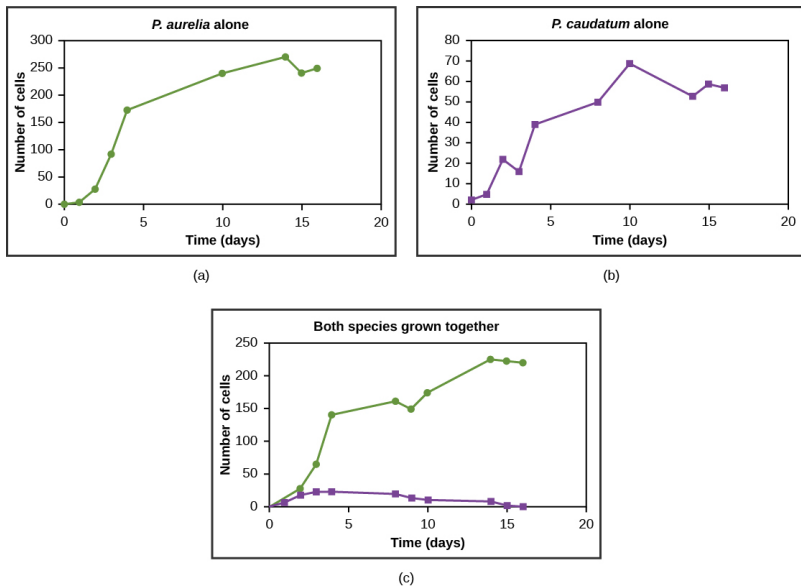 P. aurelia alone
300
250
200
150
100
50
0
Number of cells
0 5 10 15 20
Time (days)
(a)
P. caudatum alone
80
70
60
50
40
30
20
10
0
Number of cells
0 5 10 15 20
Time (days)
(b)
Both species grown together
250
200
150
100
50
0
Number of cells
0 5 10 15 20
Time (days)
(c)